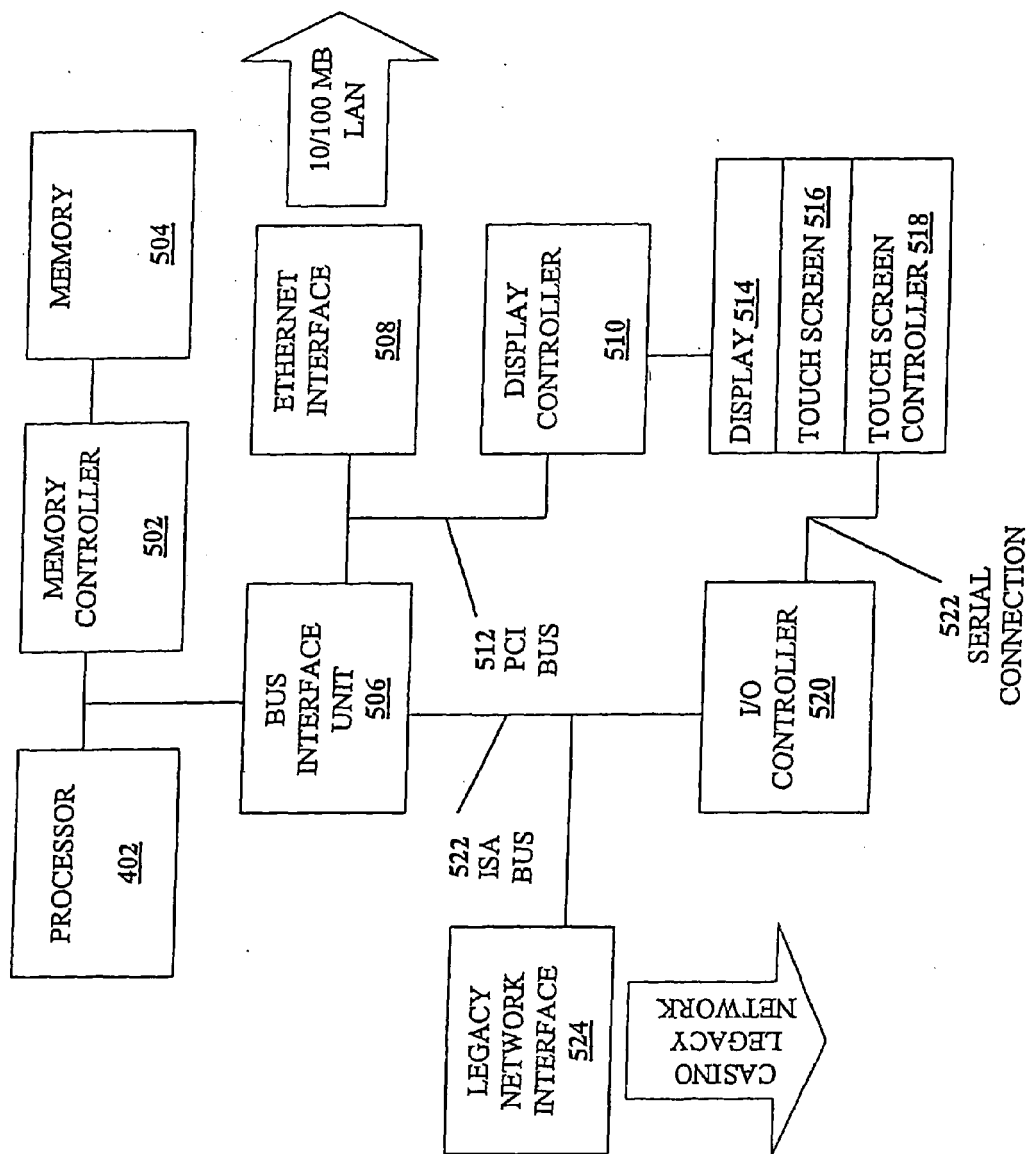 PROCESSOR
402
MEMORY
CONTROLLER
502
MEMORY
504
BUS
INTERFACE
UNIT
506
ETHERNET
INTERFACE
508
10/100 MB
LAN
512
PCI
BUS
DISPLAY
CONTROLLER
510
522
ISA
BUS
LEGACY
NETWORK
INTERFACE
524
CASINO
LEGACY
NETWORK
I/O
CONTROLLER
520
DISPLAY 514
TOUCH SCREEN 516
TOUCH SCREEN
CONTROLLER 518
522
SERIAL
CONNECTION